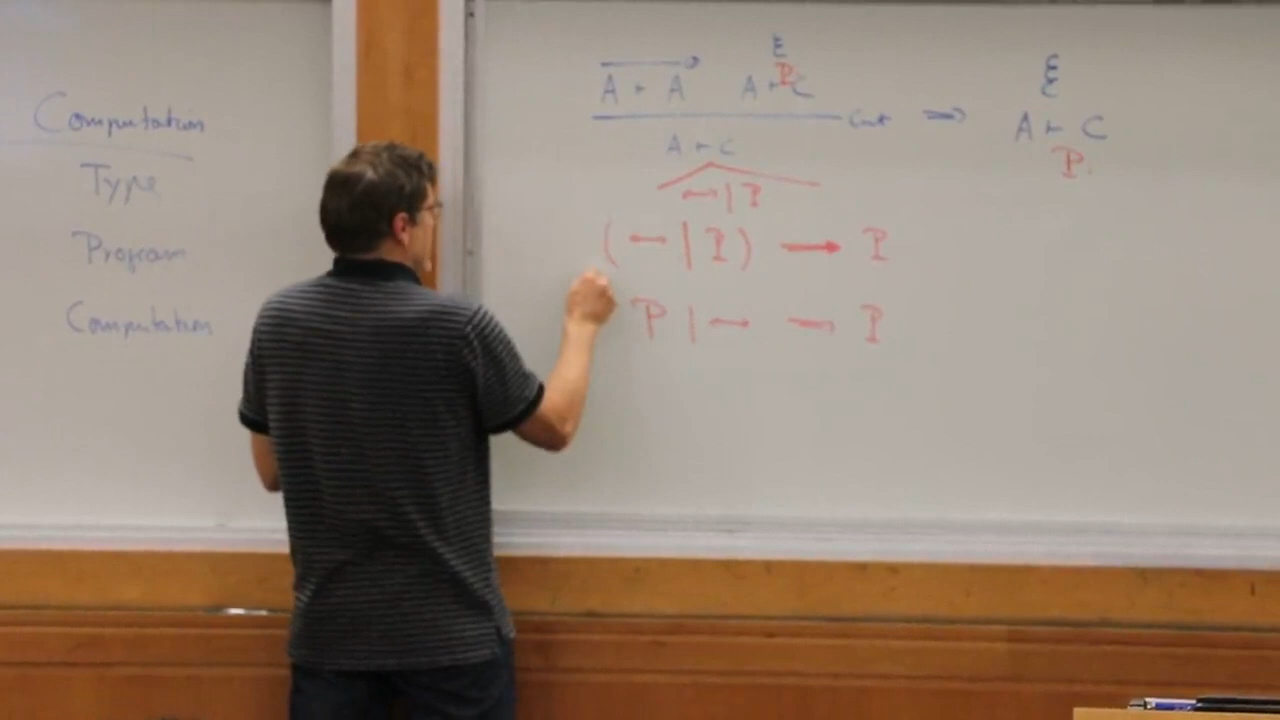 Computation
Type
Program
Computation
E
P
A ⊢ A A ⊢ C
Cut ⇒
A ⊢ C
↔ | P
(↔ | P) → P
P | ↔ → P
E
A ⊢ C
P